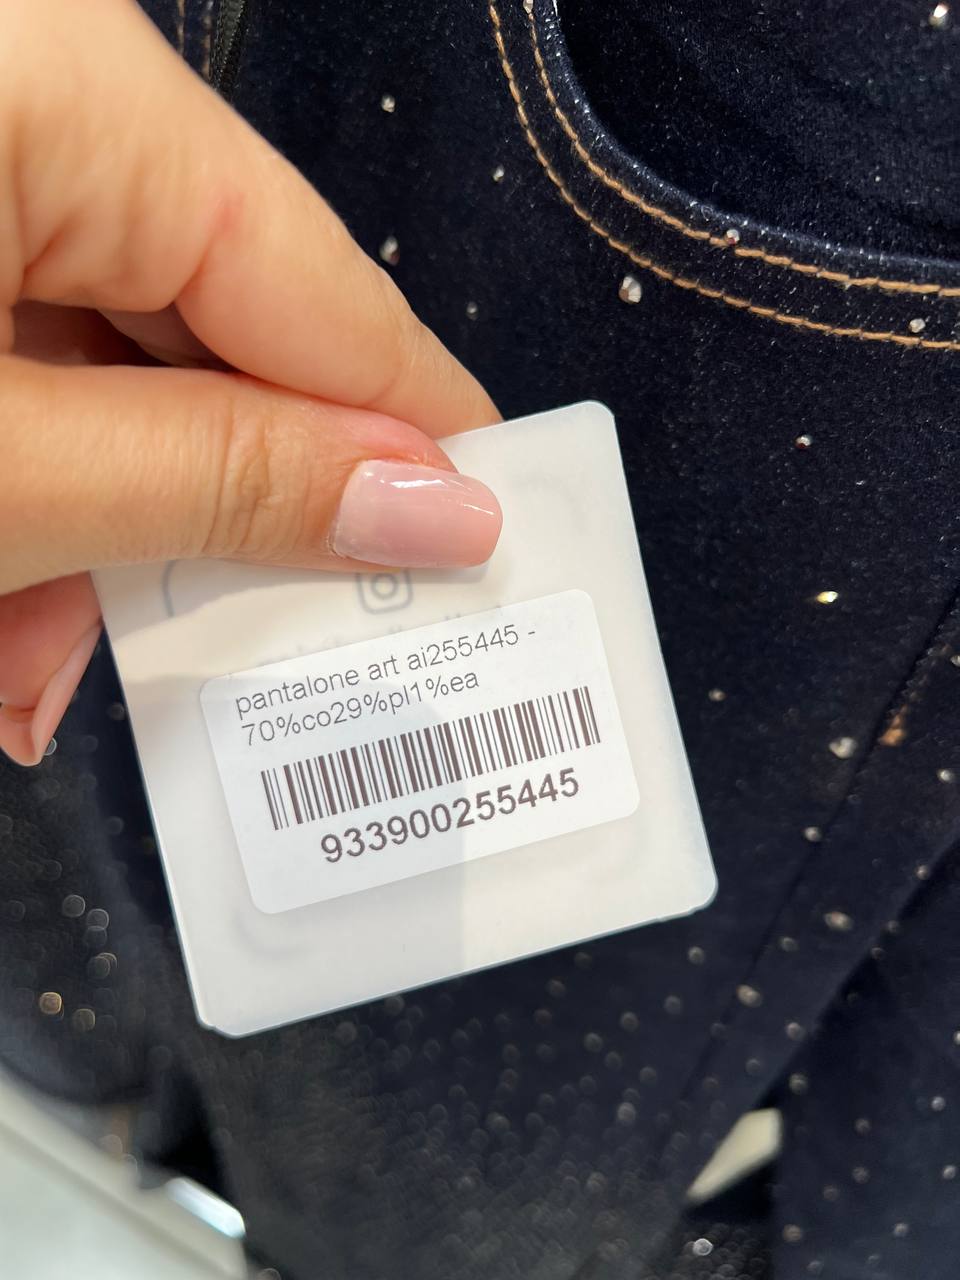 pantalone art ai255445 -
70%co29%pl1%ea
933900255445